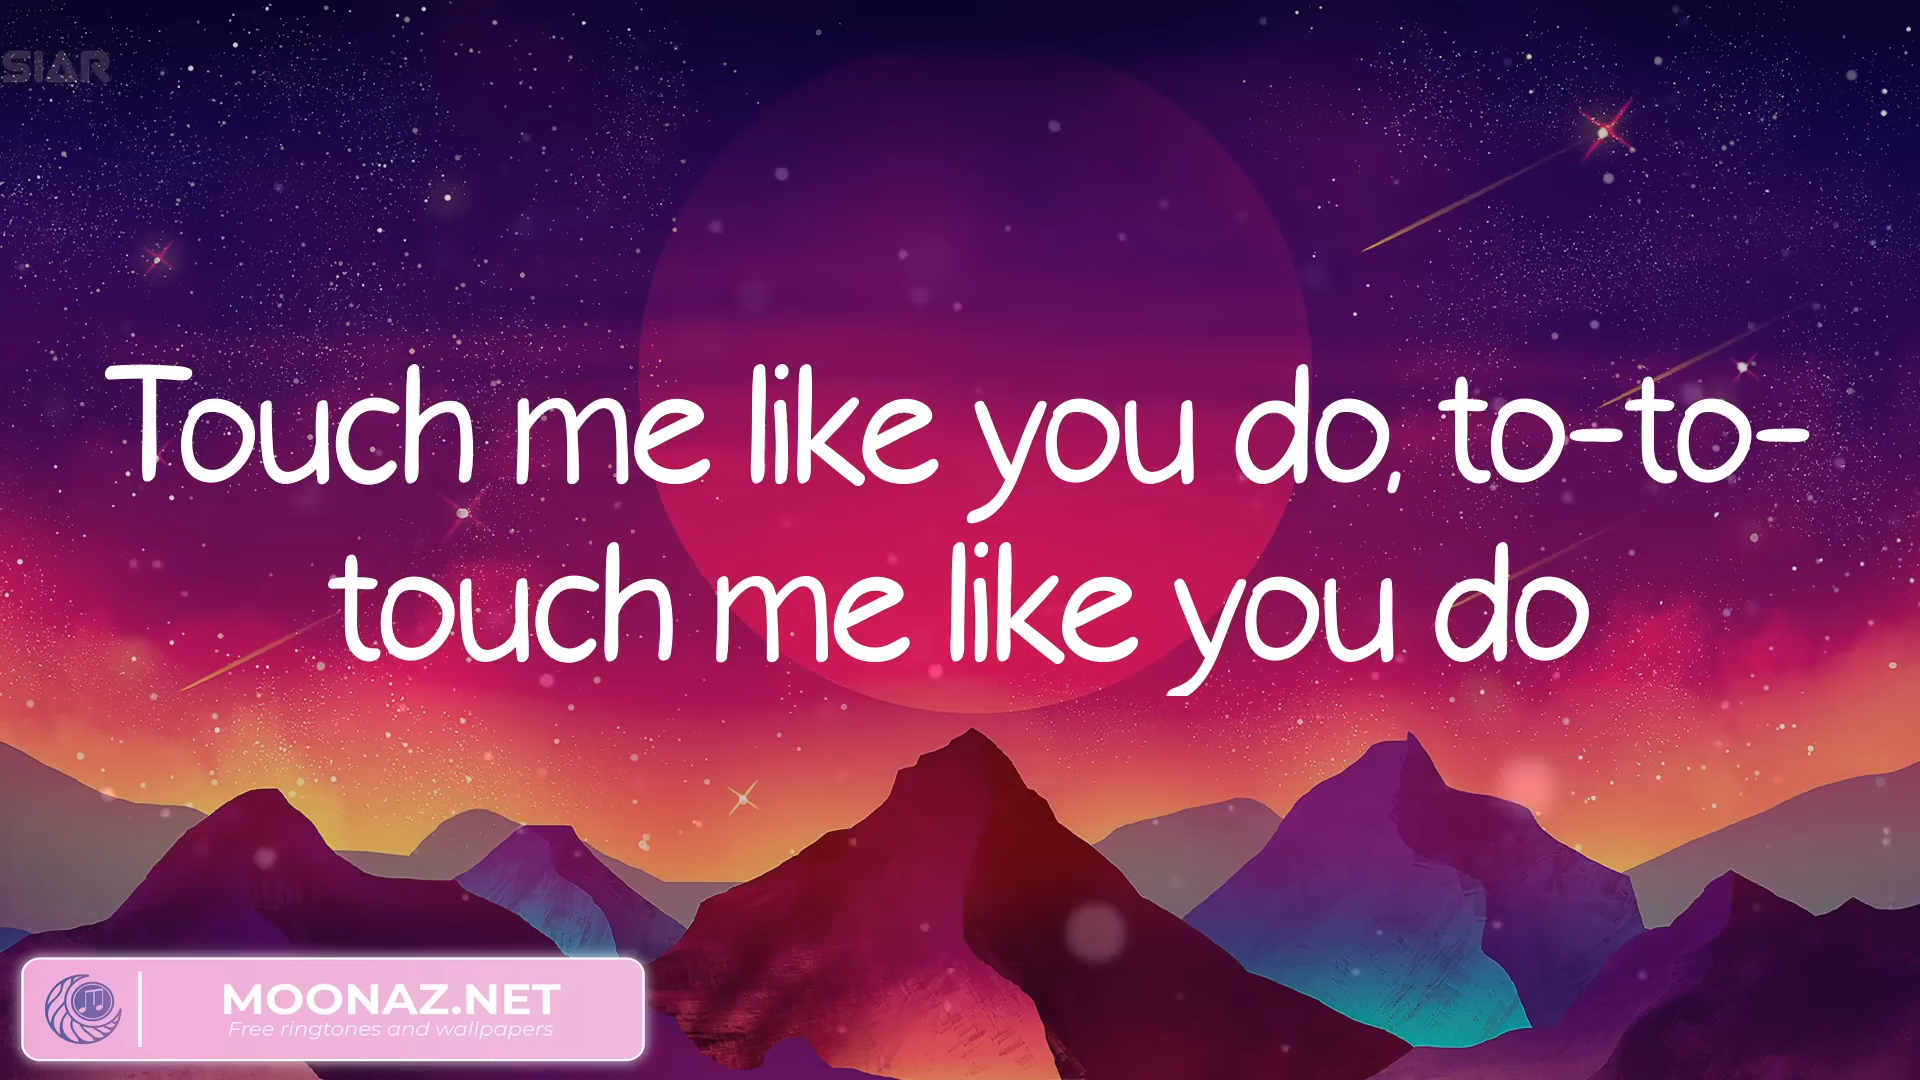 SIAR
Touch me like you do, to-to-
touch me like you do
MOONAZ.NET
Free ringtones and wallpapers